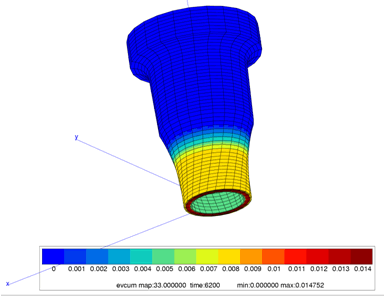 y
x
0 0.001 0.002 0.003 0.004 0.005 0.006 0.007 0.008 0.009 0.01 0.011 0.012 0.013 0.014
evcum map:33.000000 time:6200 min:0.000000 max:0.014752